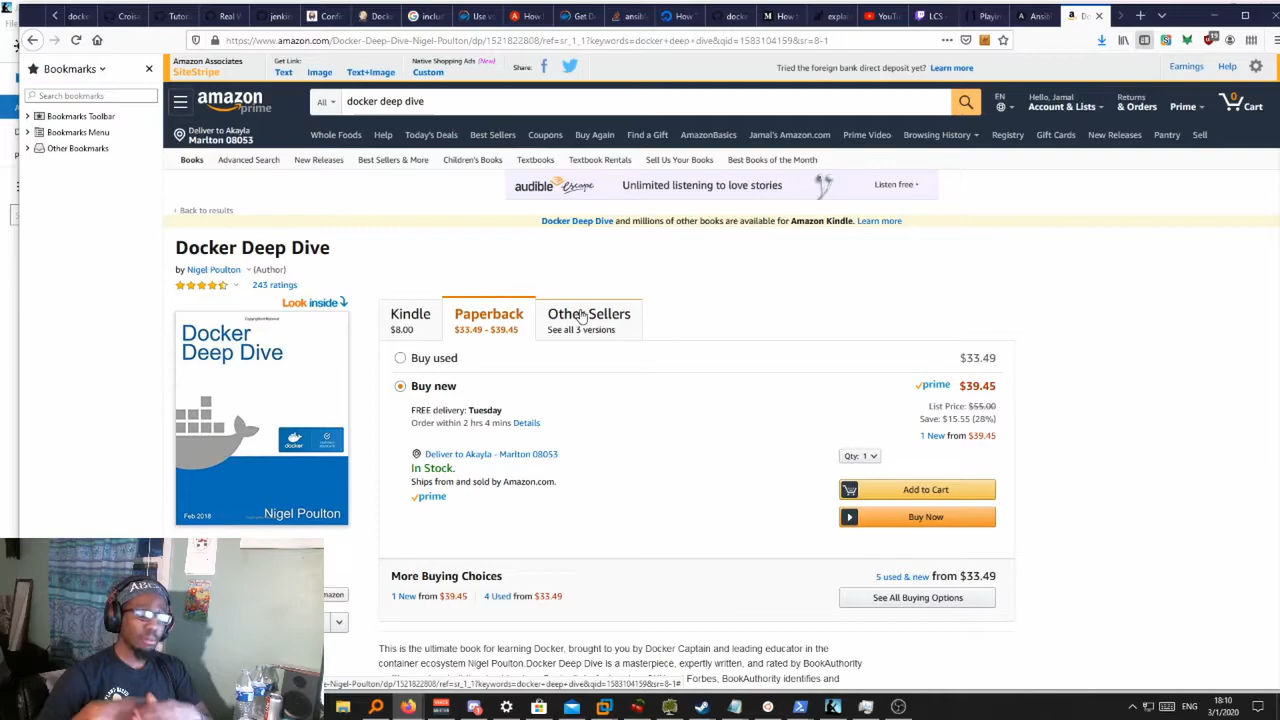 docke
Croise
Tutor
Real W
jenkin
Confi
Docke
includ
Use vo
How I
Get D
ansibl
How T
docke
How
explai
YouTu
LCS
Playin
Ansibl
Do
https://www.amazon.com/Docker-Deep-Dive-Nigel-Poulton/dp/1521822808/ref=sr_1_1?keywords=docker+deep+dive&qid=1583104159&sr=8-1
Bookmarks
Search bookmarks
Bookmarks Toolbar
Bookmarks Menu
Other Bookmarks
Amazon Associates
SiteStripe
Get Link:
Text
Image
Text+Image
Native Shopping Ads (New)
Custom
Share:
Tried the foreign bank direct deposit yet? Learn more
Earnings
Help
amazon prime
All
docker deep dive
EN
Hello, Jamal
Account & Lists
Returns
& Orders
Prime
0
Cart
Deliver to Akayla
Marlton 08053
Whole Foods
Help
Today's Deals
Best Sellers
Coupons
Buy Again
Find a Gift
AmazonBasics
Jamal's Amazon.com
Prime Video
Browsing History
Registry
Gift Cards
New Releases
Pantry
Sell
Books
Advanced Search
New Releases
Best Sellers & More
Children's Books
Textbooks
Textbook Rentals
Sell Us Your Books
Best Books of the Month
audible escape
Unlimited listening to love stories
Listen free ›
‹ Back to results
Docker Deep Dive and millions of other books are available for Amazon Kindle. Learn more
Docker Deep Dive
by Nigel Poulton (Author)
243 ratings
Look inside
Docker
Deep Dive
docker
Feb 2018
Nigel Poulton
Kindle
$8.00
Paperback
$33.49 - $39.45
Other Sellers
See all 3 versions
Buy used
$33.49
Buy new
prime $39.45
FREE delivery: Tuesday
Order within 2 hrs 4 mins Details
List Price: $55.00
Save: $15.55 (28%)
1 New from $39.45
Deliver to Akayla - Marlton 08053
In Stock.
Ships from and sold by Amazon.com.
prime
Qty: 1
Add to Cart
Buy Now
More Buying Choices
1 New from $39.45
4 Used from $33.49
5 used & new from $33.49
See All Buying Options
mazon
This is the ultimate book for learning Docker, brought to you by Docker Captain and leading educator in the
container ecosystem Nigel Poulton.Docker Deep Dive is a masterpiece, expertly written, and rated by BookAuthority
Forbes, BookAuthority identifies and
e-Nigel-Poulton/dp/1521822808/ref=sr_1_1?keywords=docker+deep+dive&qid=1583104159&sr=8-1#
ENG
18:10
3/1/2020